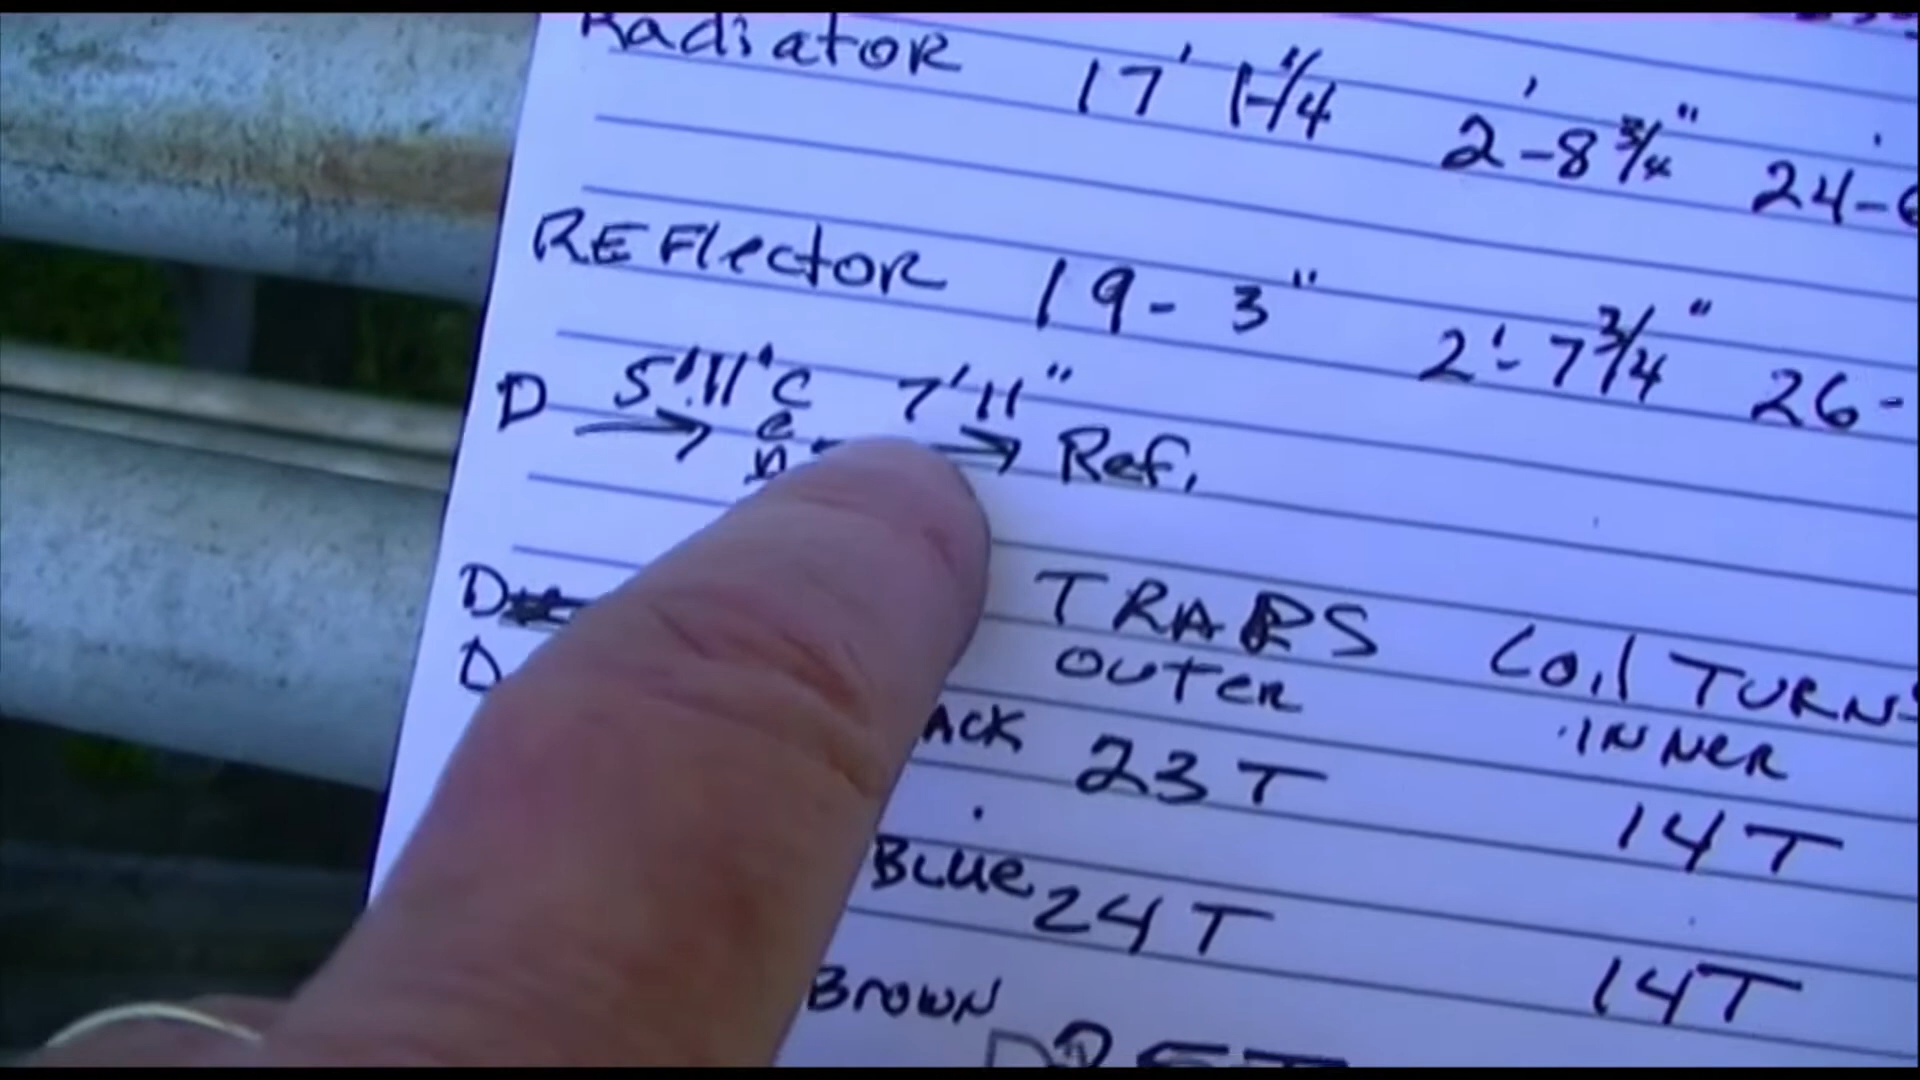 Radiator 17' 1-1/4 2'-8 3/4" 24-
REFlector 19-3" 2'-7 3/4" 26-
D 5'11" Cen 7'11" Ref.
TRAPS Coil TURNS
OUTER INNER
ACK 23T 14T
Blue 24T 14T
Brown